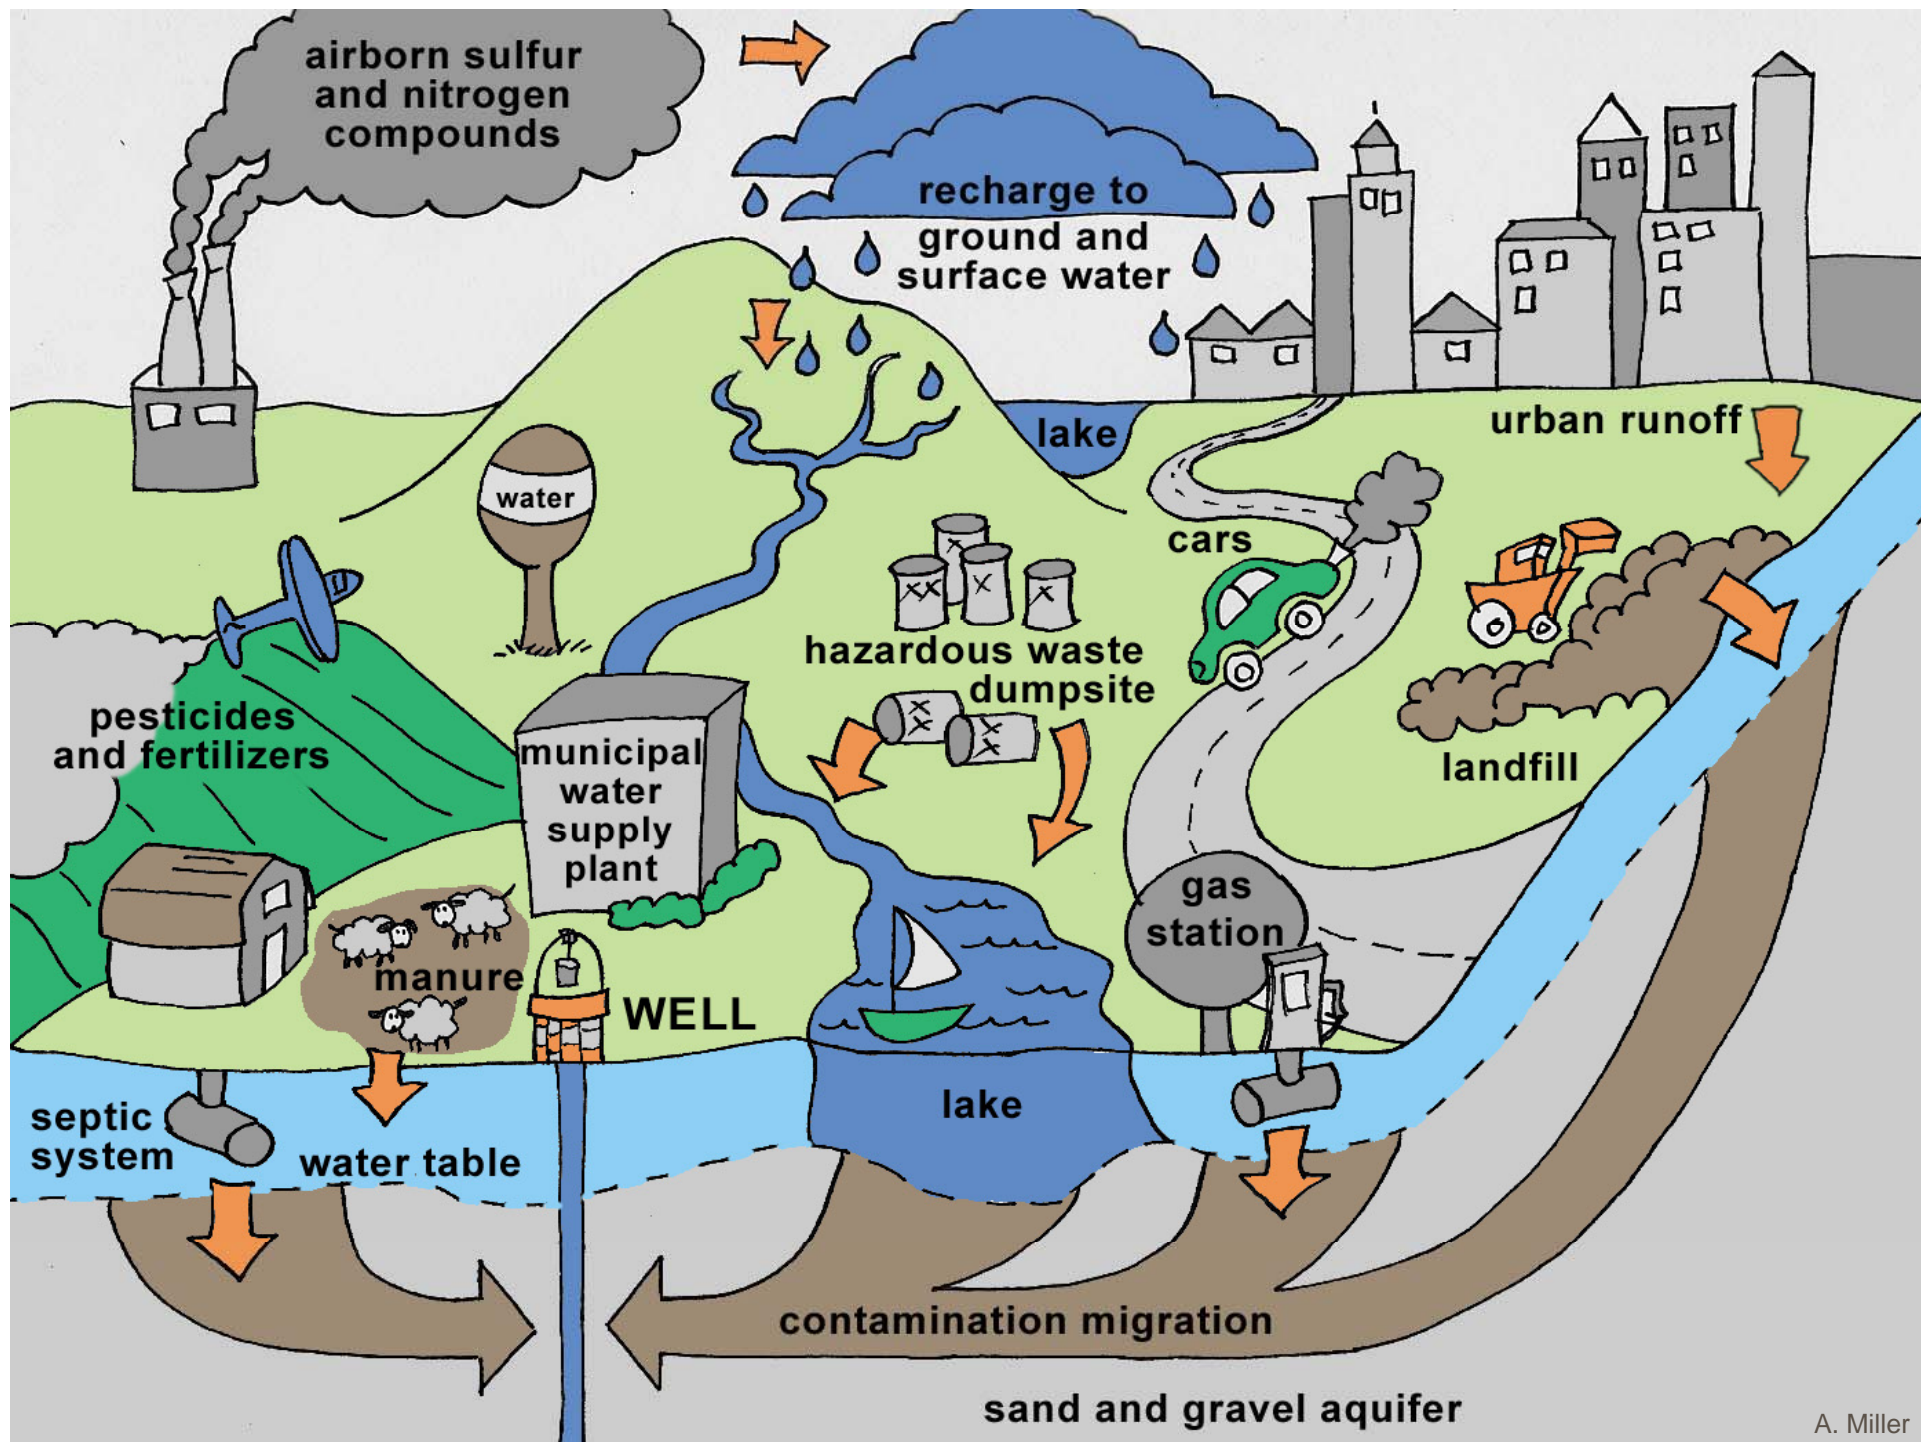 airborn sulfur
and nitrogen
compounds
recharge to
ground and
surface water
lake
urban runoff
water
cars
hazardous waste
dumpsite
pesticides
and fertilizers
municipal
water
supply
plant
landfill
gas
station
manure
WELL
septic
system
water table
lake
contamination migration
sand and gravel aquifer
A. Miller